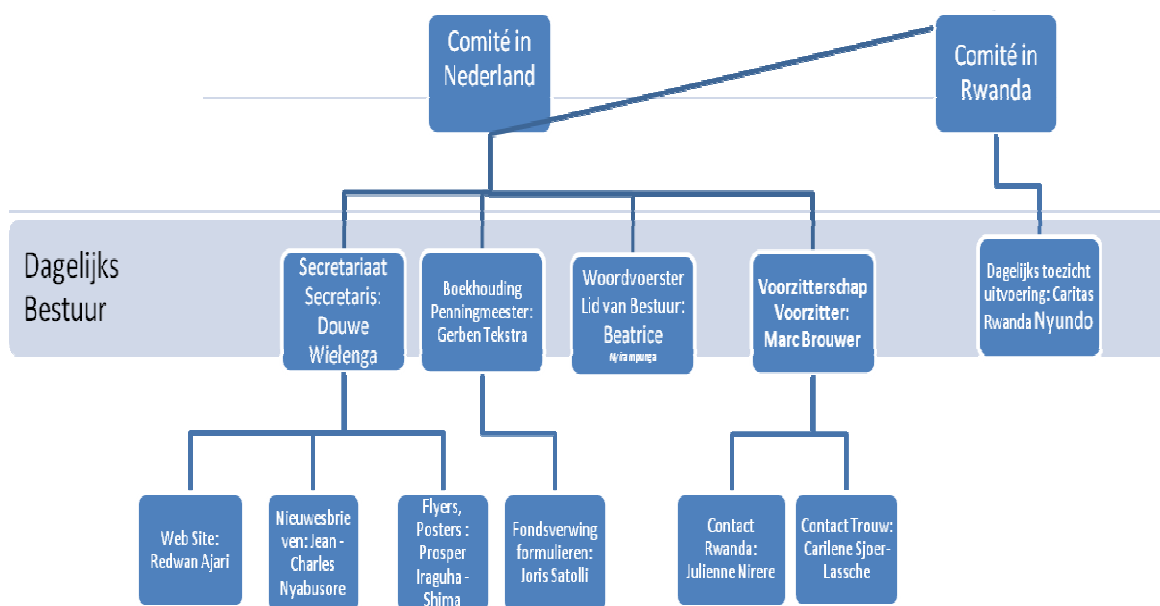 Comité in
Nederland
Comité in
Rwanda
Dagelijks
Bestuur
Secretariaat
Secretaris:
Douwe
Wielenga
Boekhouding
Penningmeester:
Gerben Tekstra
Woordvoerster
Lid van Bestuur:
Beatrice
Nyirampunga
Voorzitterschap
Voorzitter:
Marc Brouwer
Dagelijks toezicht
uitvoering: Caritas
Rwanda Nyundo
Web Site:
Redwan Ajari
Nieuwesbrie
ven: Jean -
Charles
Nyabusore
Flyers,
Posters :
Prosper
Iraguha -
Shima
Fondsverwing
formulieren:
Joris Satolli
Contact
Rwanda:
Julienne Nirere
Contact Trouw:
Carilene Sjoer-
Lassche